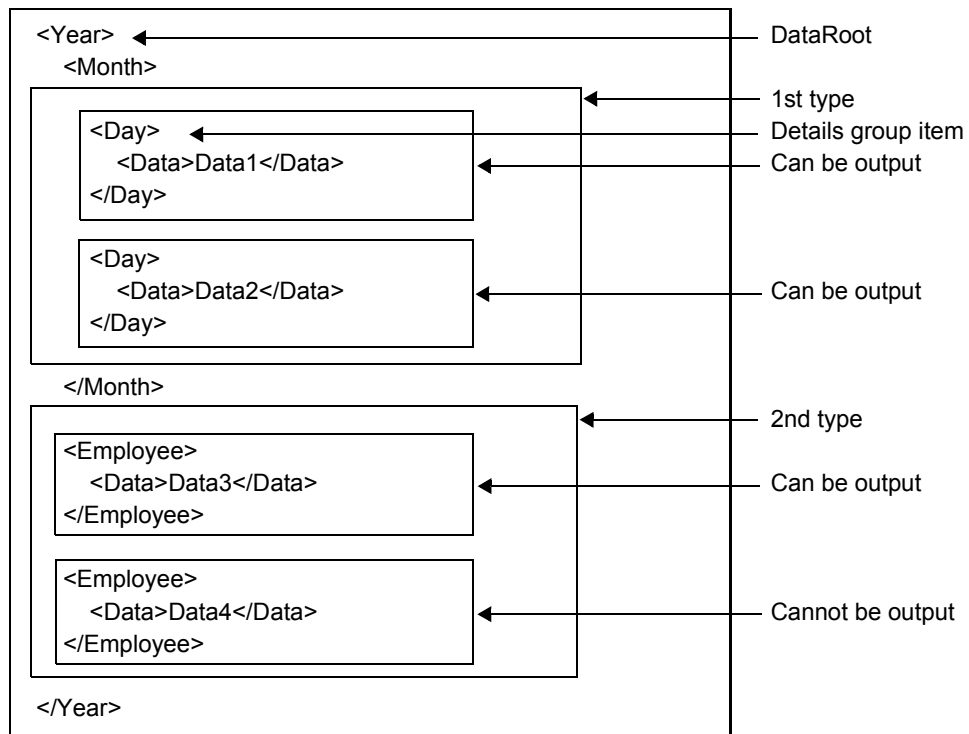 <Year> DataRoot
<Month>
1st type
<Day> Details group item
<Data>Data1</Data> Can be output
</Day>
<Day>
<Data>Data2</Data> Can be output
</Day>
</Month>
2nd type
<Employee>
<Data>Data3</Data> Can be output
</Employee>
<Employee>
<Data>Data4</Data> Cannot be output
</Employee>
</Year>